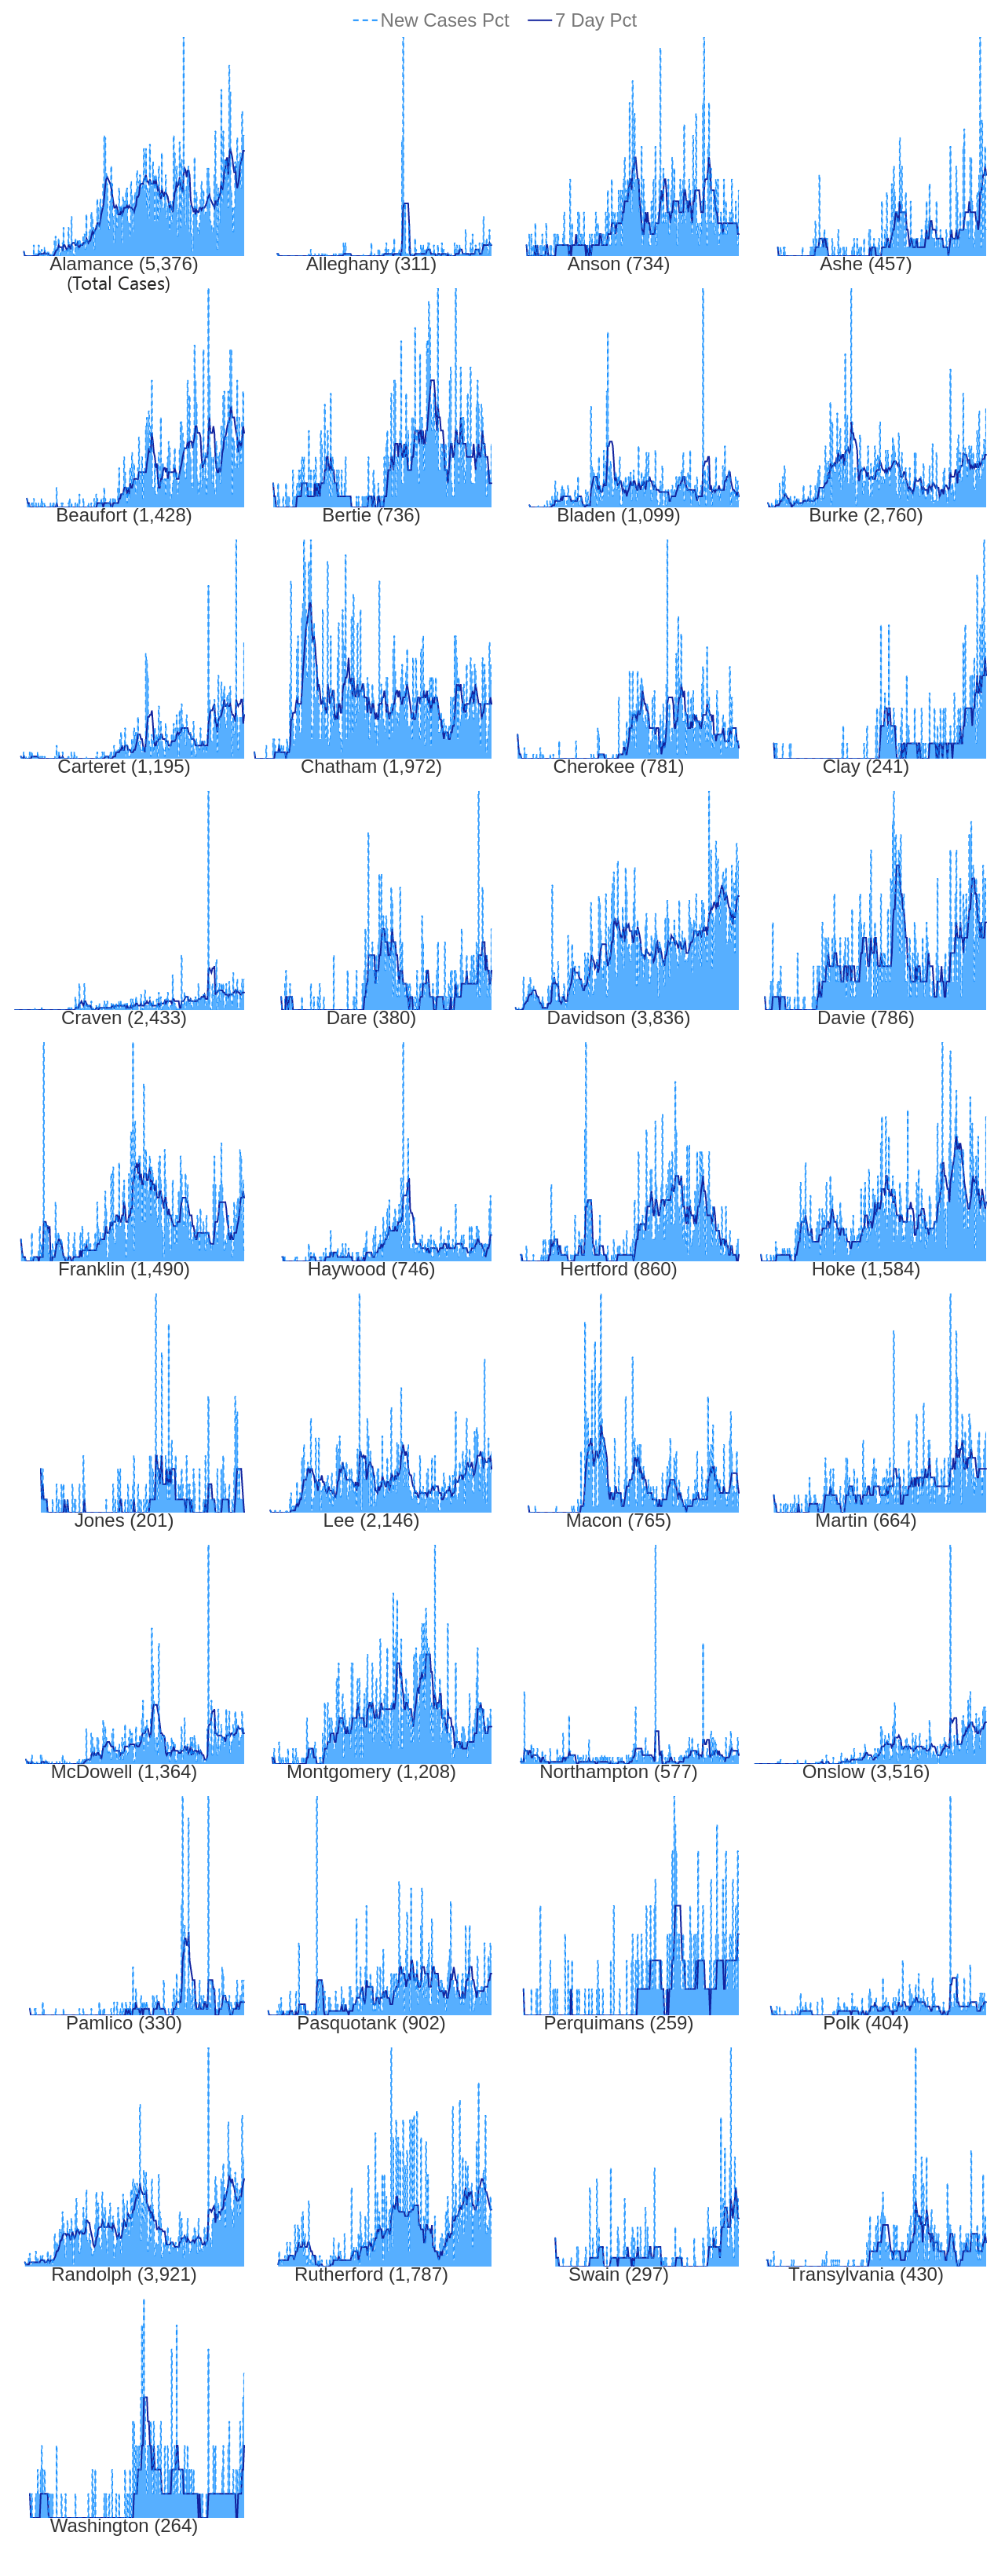 New Cases Pct 7 Day Pct
Alamance (5,376) Alleghany (311) Anson (734) Ashe (457)
(Total Cases)
Beaufort (1,428) Bertie (736) Bladen (1,099) Burke (2,760)
Carteret (1,195) Chatham (1,972) Cherokee (781) Clay (241)
Craven (2,433) Dare (380) Davidson (3,836) Davie (786)
Franklin (1,490) Haywood (746) Hertford (860) Hoke (1,584)
Jones (201) Lee (2,146) Macon (765) Martin (664)
McDowell (1,364) Montgomery (1,208) Northampton (577) Onslow (3,516)
Pamlico (330) Pasquotank (902) Perquimans (259) Polk (404)
Randolph (3,921) Rutherford (1,787) Swain (297) Transylvania (430)
Washington (264)